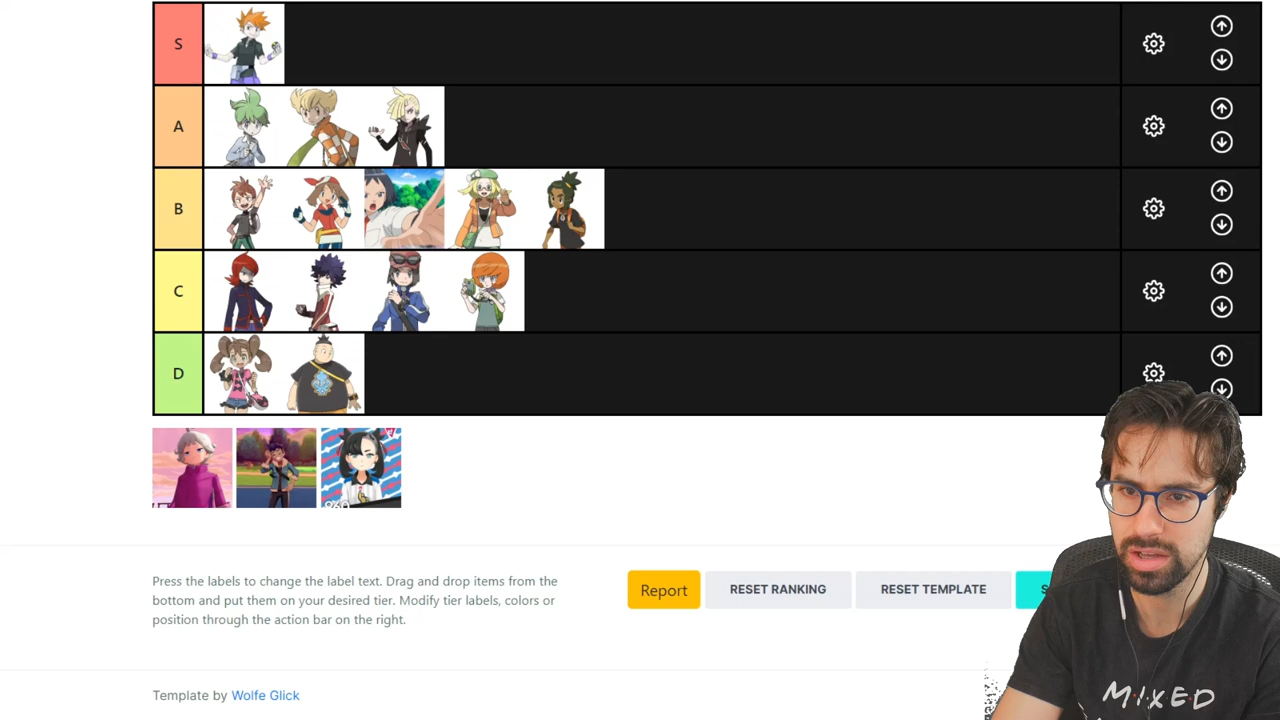 S
A
B
C
D
Press the labels to change the label text. Drag and drop items from the
bottom and put them on your desired tier. Modify tier labels, colors or
position through the action bar on the right.
Report
RESET RANKING
RESET TEMPLATE
Template by Wolfe Glick
MIXED